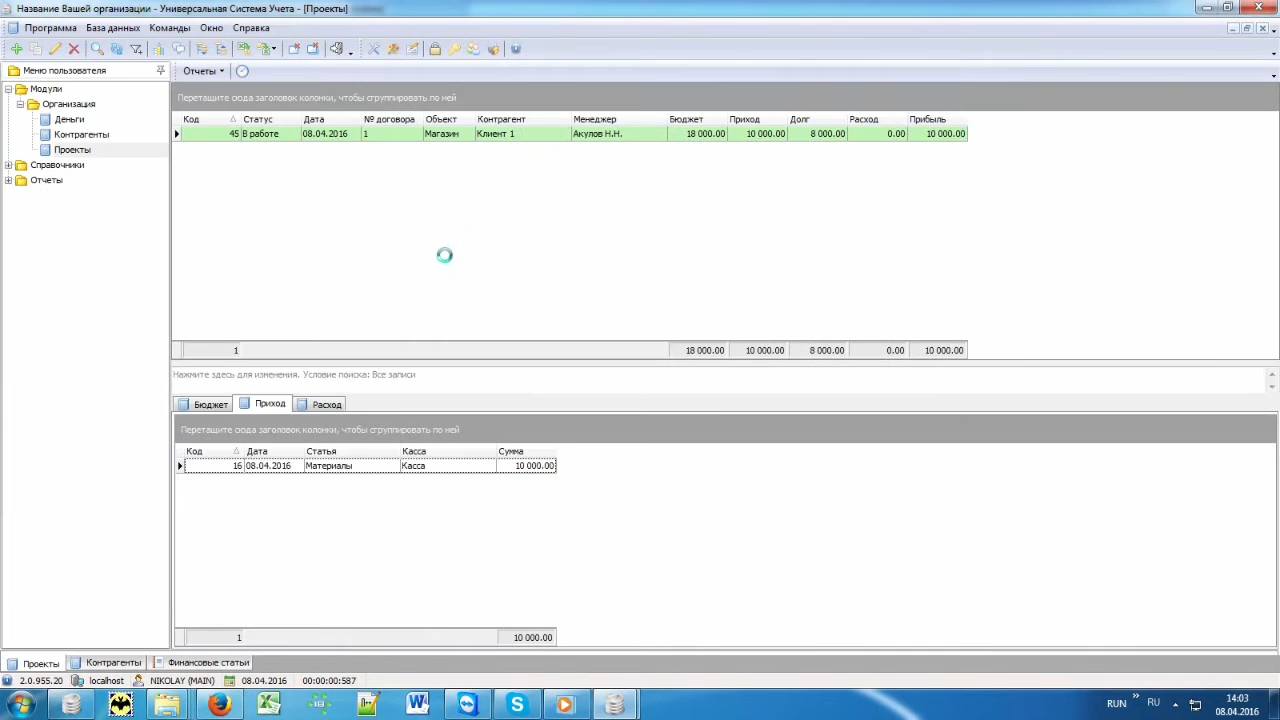 Название Вашей организации - Универсальная Система Учета - [Проекты]
Программа База данных Команды Окно Справка
Меню пользователя
Отчеты
Модули
Организация
Деньги
Контрагенты
Проекты
Справочники
Отчеты
Перетащите сюда заголовок колонки, чтобы сгруппировать по ней
Код Статус Дата № договора Объект Контрагент Менеджер Бюджет Приход Долг Расход Прибыль
45 В работе 08.04.2016 1 Магазин Клиент 1 Акулов Н.Н. 18 000.00 10 000.00 8 000.00 0.00 10 000.00
1 18 000.00 10 000.00 8 000.00 0.00 10 000.00
Нажмите здесь для изменения. Условие поиска: Все записи
Бюджет Приход Расход
Перетащите сюда заголовок колонки, чтобы сгруппировать по ней
Код Дата Статья Касса Сумма
16 08.04.2016 Материалы Касса 10 000.00
1 10 000.00
Проекты Контрагенты Финансовые статьи
2.0.955.20 localhost NIKOLAY (MAIN) 08.04.2016 00:00:00:587
RUN » RU 14:03
08.04.2016